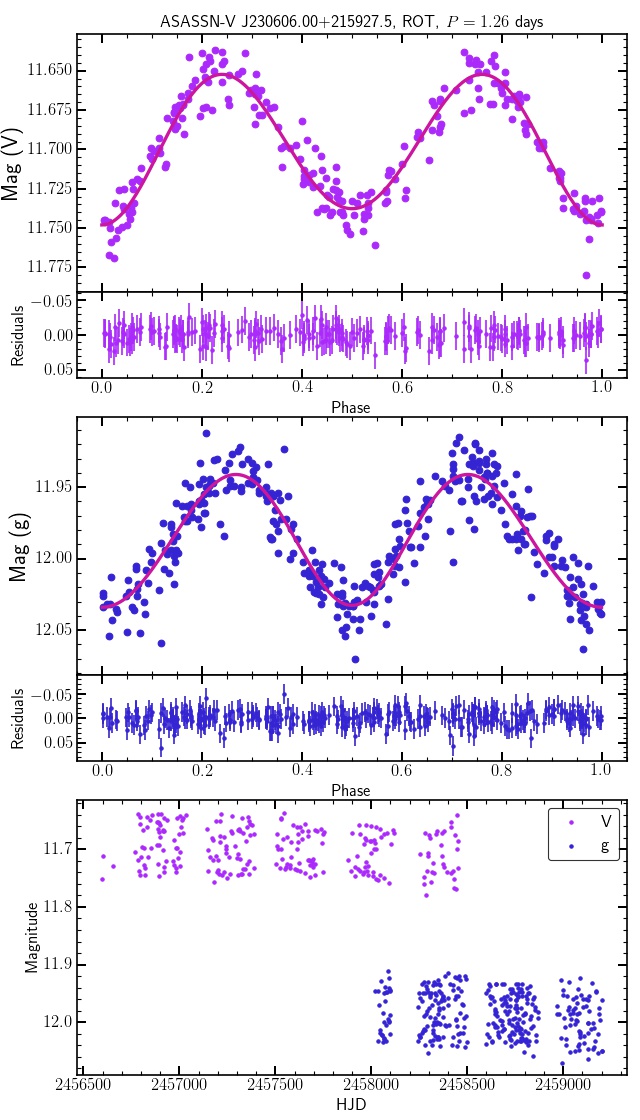 ASASSN-V J230606.00+215927.5, ROT, P = 1.26 days
Mag (V)
11.650
11.675
11.700
11.725
11.750
11.775
Residuals
−0.05
0.00
0.05
0.0 0.2 0.4 0.6 0.8 1.0
Phase
Mag (g)
11.95
12.00
12.05
Residuals
−0.05
0.00
0.05
0.0 0.2 0.4 0.6 0.8 1.0
Phase
V
g
Magnitude
11.7
11.8
11.9
12.0
2456500 2457000 2457500 2458000 2458500 2459000
HJD